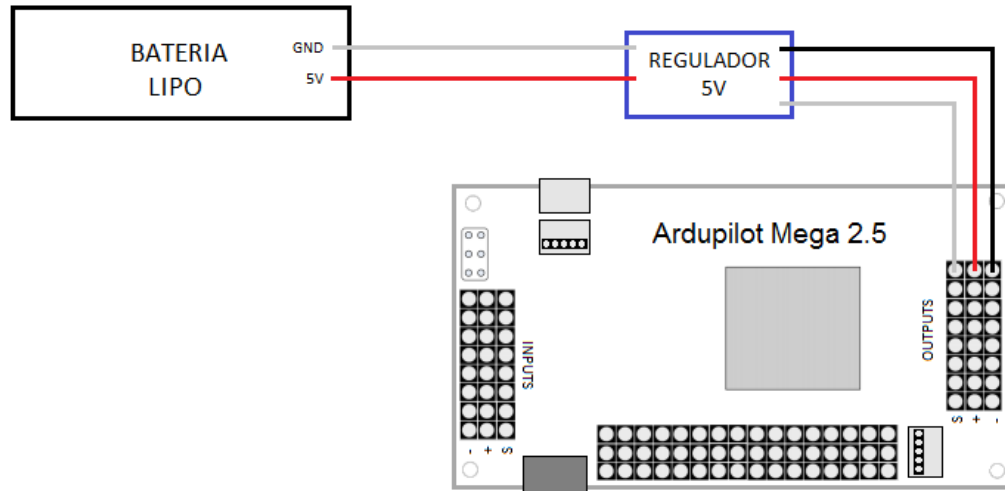 BATERIA
LIPO
GND
5V
REGULADOR
5V
Ardupilot Mega 2.5
INPUTS
OUTPUTS
- + S
S + -